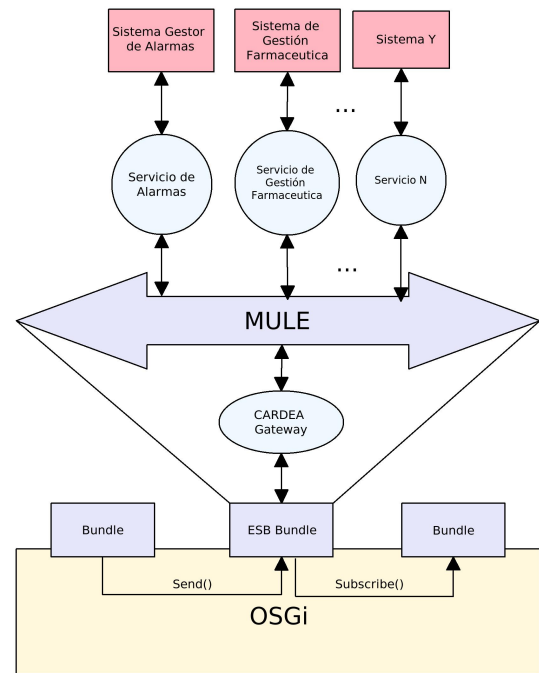 Sistema Gestor
de Alarmas
Sistema de
Gestión
Farmaceutica
Sistema Y
...
Servicio de
Alarmas
Servicio de
Gestión
Farmaceutica
Servicio N
...
MULE
CARDEA
Gateway
Bundle
ESB Bundle
Bundle
Send()
Subscribe()
OSGi